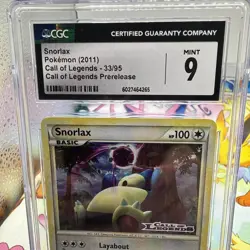 CGC
CERTIFIED GUARANTY COMPANY
Snorlax
Pokémon (2011)
Call of Legends - 33/95
Call of Legends Prerelease
6037464265
MINT
9
Snorlax
HP100
BASIC
CALL OF
LEGENDS
Layabout